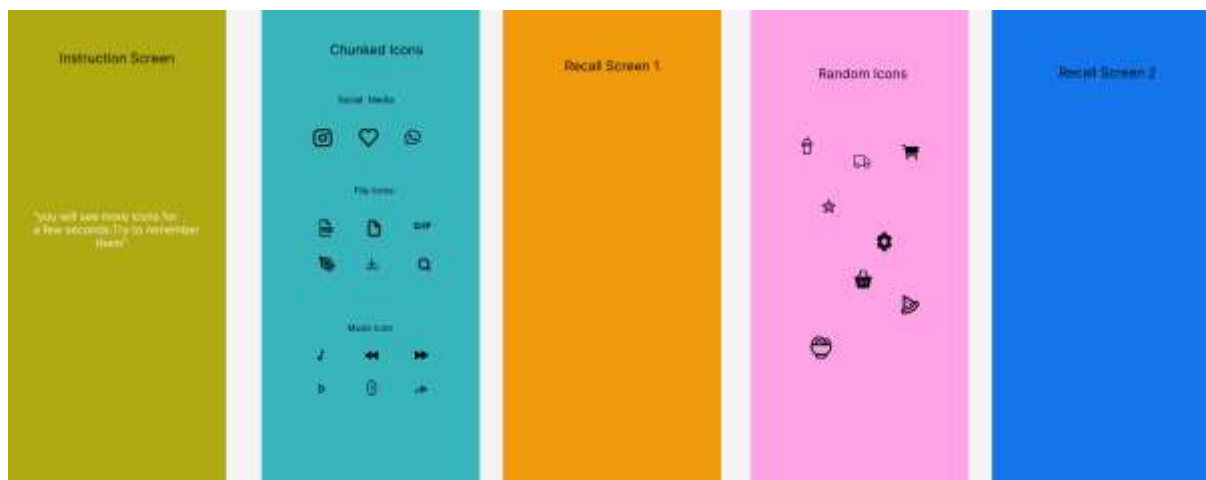 Instruction Screen
"you will see more icons for
a few seconds.Try to remember
them"
Chunked Icons
Social Media
File Icons
PDF
GIF
Music Icon
Recall Screen 1
Random Icons
Recall Screen 2